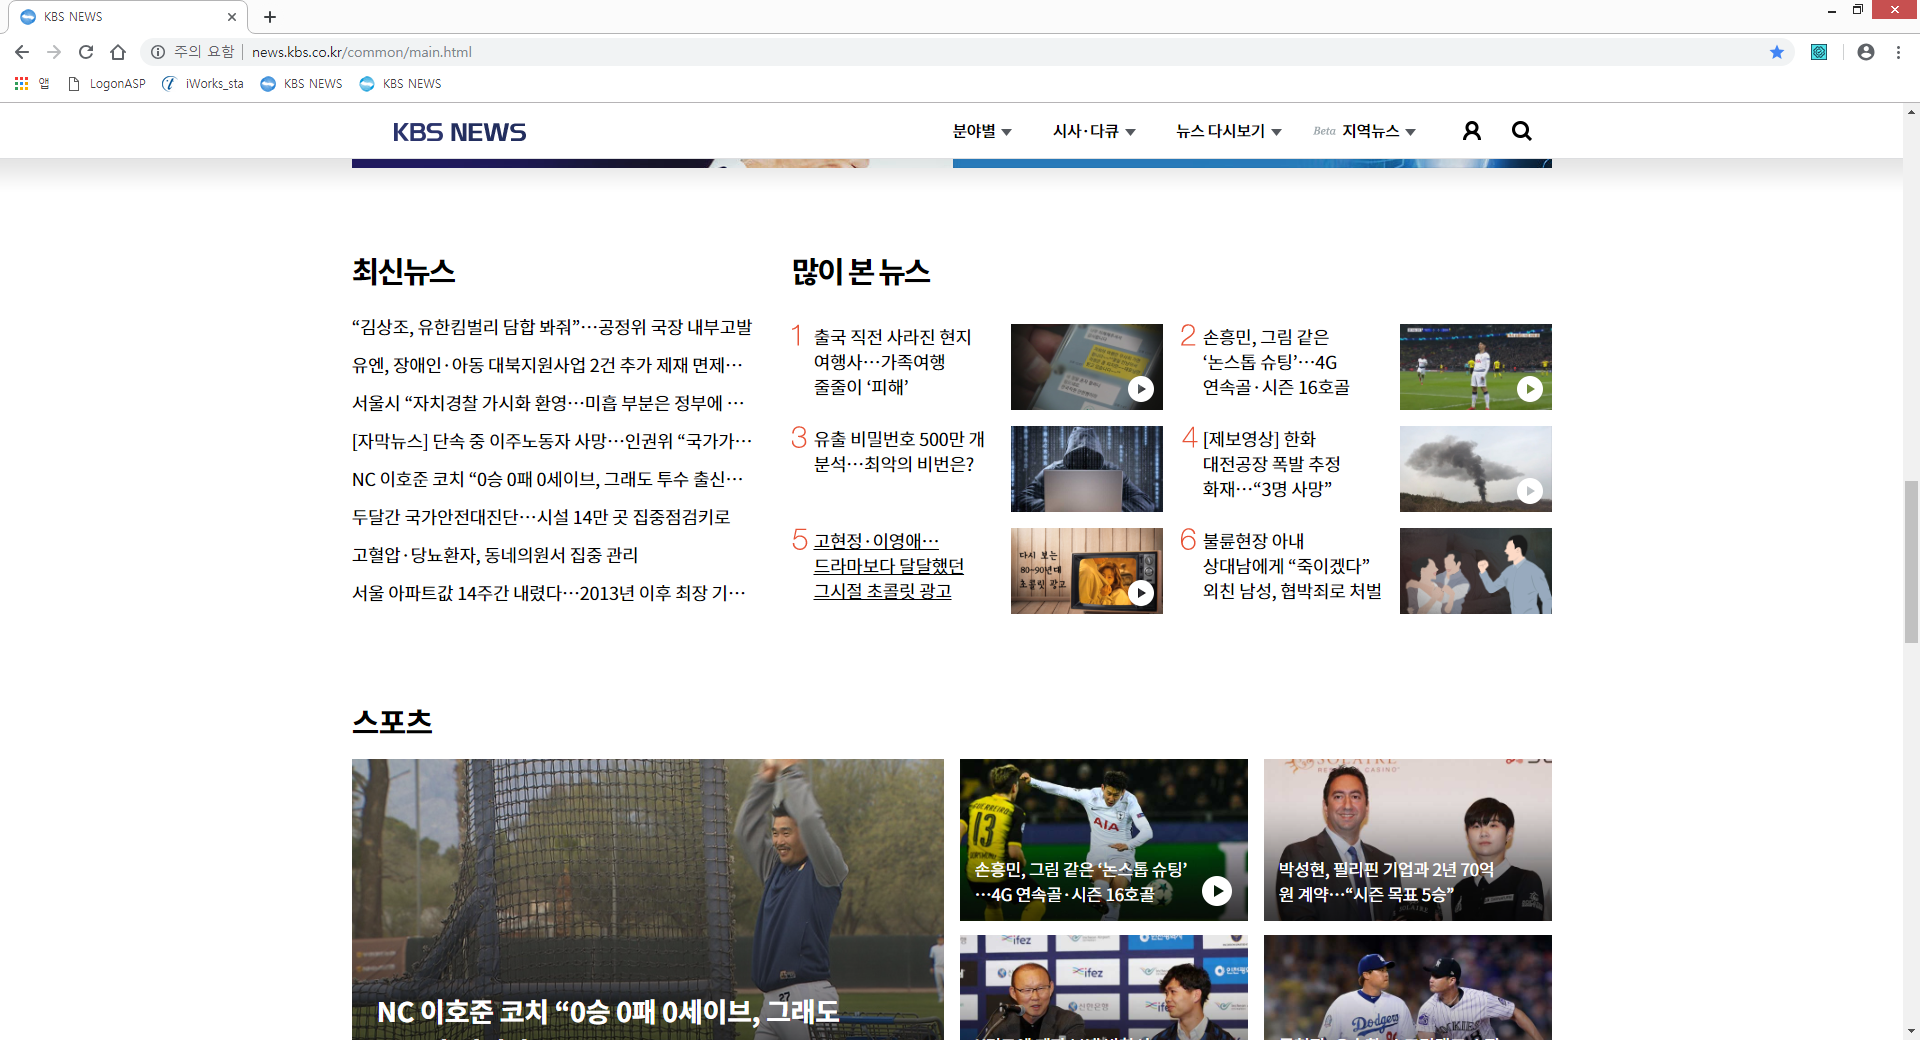 KBS NEWS
주의 요함
news.kbs.co.kr/common/main.html
앱
LogonASP
iWorks_sta
KBS NEWS
KBS NEWS
KBS NEWS
분야별
시사·다큐
뉴스 다시보기
Beta 지역뉴스
최신뉴스
“김상조, 유한킴벌리 담합 봐줘”…공정위 국장 내부고발
유엔, 장애인·아동 대북지원사업 2건 추가 제재 면제…
서울시 “자치경찰 가시화 환영…미흡 부분은 정부에 …
[자막뉴스] 단속 중 이주노동자 사망…인권위 “국가가…
NC 이호준 코치 “0승 0패 0세이브, 그래도 투수 출신…
두달간 국가안전대진단…시설 14만 곳 집중점검키로
고혈압·당뇨환자, 동네의원서 집중 관리
서울 아파트값 14주간 내렸다…2013년 이후 최장 기…
많이 본 뉴스
1 출국 직전 사라진 현지
여행사…가족여행
줄줄이 ‘피해’
2 손흥민, 그림 같은
‘논스톱 슈팅’…4G
연속골·시즌 16호골
3 유출 비밀번호 500만 개
분석…최악의 비번은?
4 [제보영상] 한화
대전공장 폭발 추정
화재…“3명 사망”
5 고현정·이영애…
드라마보다 달달했던
그시절 초콜릿 광고
다시 보는
80~90년대
초콜릿 광고
6 불륜현장 아내
상대남에게 “죽이겠다”
외친 남성, 협박죄로 처벌
스포츠
27
NC 이호준 코치 “0승 0패 0세이브, 그래도
GUERREIRO
13
AIA
손흥민, 그림 같은 ‘논스톱 슈팅’
…4G 연속골·시즌 16호골
SOLAIRE
박성현, 필리핀 기업과 2년 70억
원 계약…“시즌 목표 5승”
ifez
ifez
신한은행
Dodgers